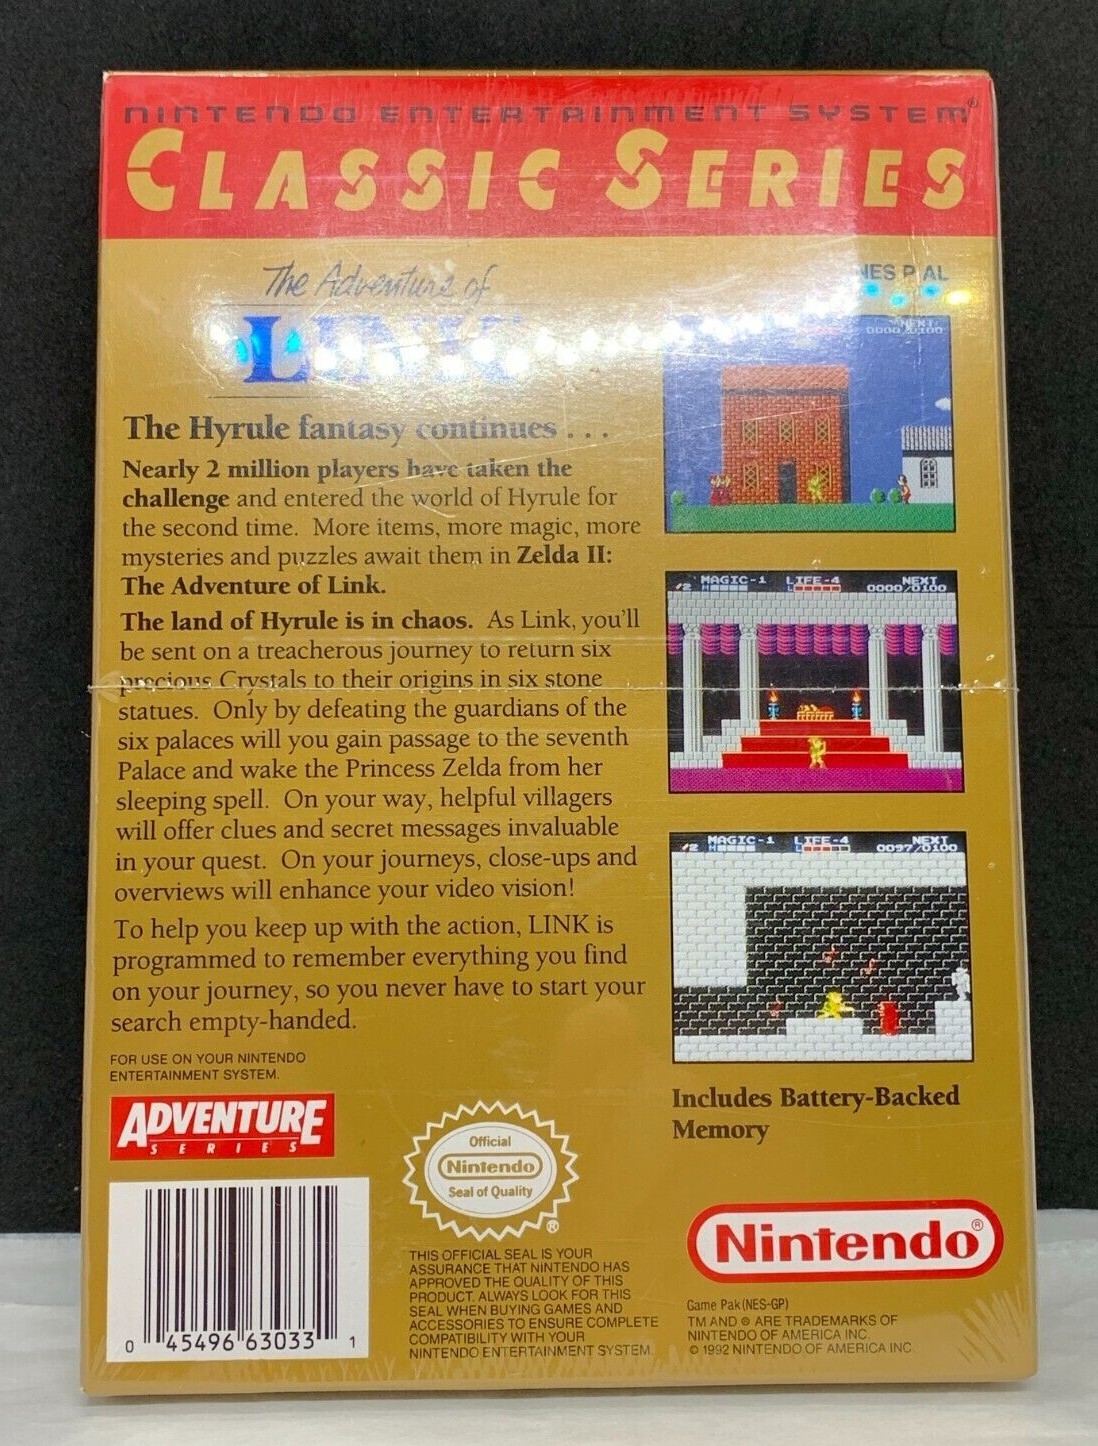 NINTENDO ENTERTAINMENT SYSTEM®
CLASSIC SERIES
The Adventure of
LINK
The Hyrule fantasy continues . . .
Nearly 2 million players have taken the
challenge and entered the world of Hyrule for
the second time. More items, more magic, more
mysteries and puzzles await them in Zelda II:
The Adventure of Link.
The land of Hyrule is in chaos. As Link, you'll
be sent on a treacherous journey to return six
precious Crystals to their origins in six stone
statues. Only by defeating the guardians of the
six palaces will you gain passage to the seventh
Palace and wake the Princess Zelda from her
sleeping spell. On your way, helpful villagers
will offer clues and secret messages invaluable
in your quest. On your journeys, close-ups and
overviews will enhance your video vision!
To help you keep up with the action, LINK is
programmed to remember everything you find
on your journey, so you never have to start your
search empty-handed.
FOR USE ON YOUR NINTENDO
ENTERTAINMENT SYSTEM.
ADVENTURE
SERIES
0 45496 63033 1
Official
Nintendo
Seal of Quality
®
THIS OFFICIAL SEAL IS YOUR
ASSURANCE THAT NINTENDO HAS
APPROVED THE QUALITY OF THIS
PRODUCT. ALWAYS LOOK FOR THIS
SEAL WHEN BUYING GAMES AND
ACCESSORIES TO ENSURE COMPLETE
COMPATIBILITY WITH YOUR
NINTENDO ENTERTAINMENT SYSTEM.
NES P AL
NEXT
0000/0100
/2 MAGIC-1 LIFE-4 NEXT
0000/0100
/2 MAGIC-1 LIFE-4 NEXT
0097/0100
Includes Battery-Backed
Memory
Nintendo®
Game Pak (NES-GP)
TM AND ® ARE TRADEMARKS OF
NINTENDO OF AMERICA INC.
© 1992 NINTENDO OF AMERICA INC.